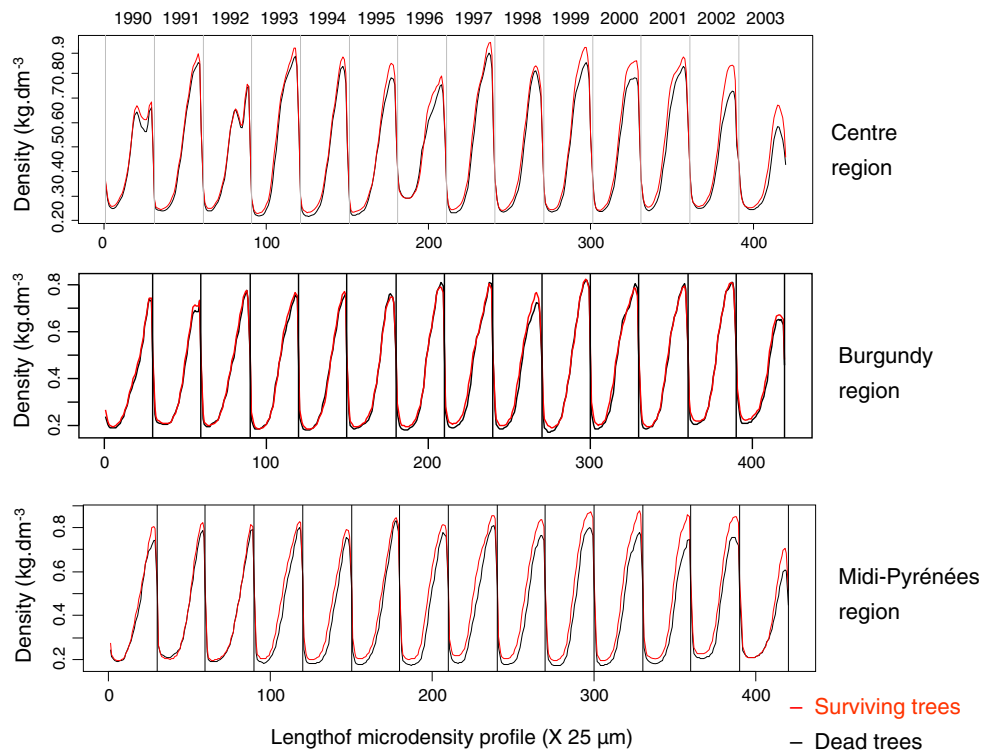 1990 1991 1992 1993 1994 1995 1996 1997 1998 1999 2000 2001 2002 2003
Density (kg.dm-3)
0.20 .30 .40 .50 .60 .70 .80 .9
0 100 200 300 400
Centre
region
Density (kg.dm-3)
0.2 0.4 0.6 0.8
0 100 200 300 400
Burgundy
region
Density (kg.dm-3)
0.2 0.4 0.6 0.8
0 100 200 300 400
Midi-Pyrénées
region
Lengthof microdensity profile (X 25 µm)
– Surviving trees
– Dead trees